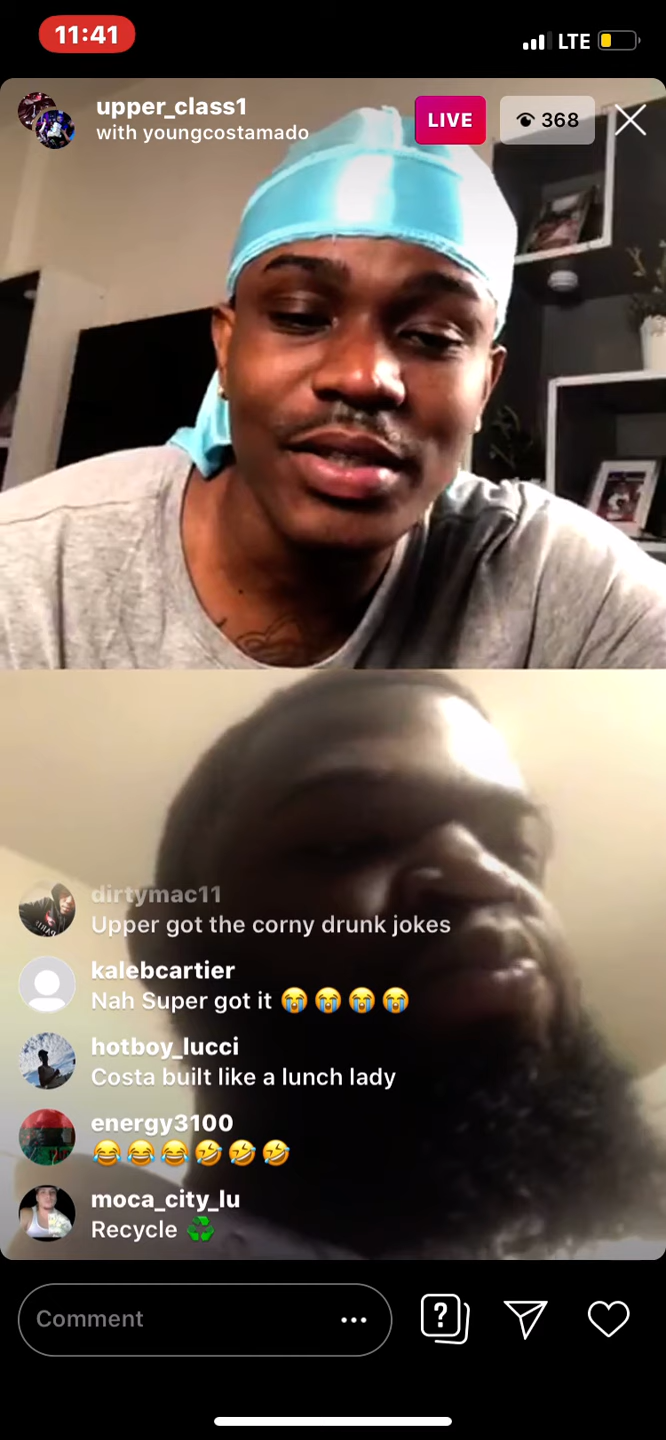 11:41
LTE
upper_class1
with youngcostamado
LIVE
368
dirtymac11
Upper got the corny drunk jokes
kalebcartier
Nah Super got it 😭 😭 😭 😭
hotboy_lucci
Costa built like a lunch lady
energy3100
😂 😂 😂 🤣 🤣 🤣
moca_city_lu
Recycle ♻️
Comment